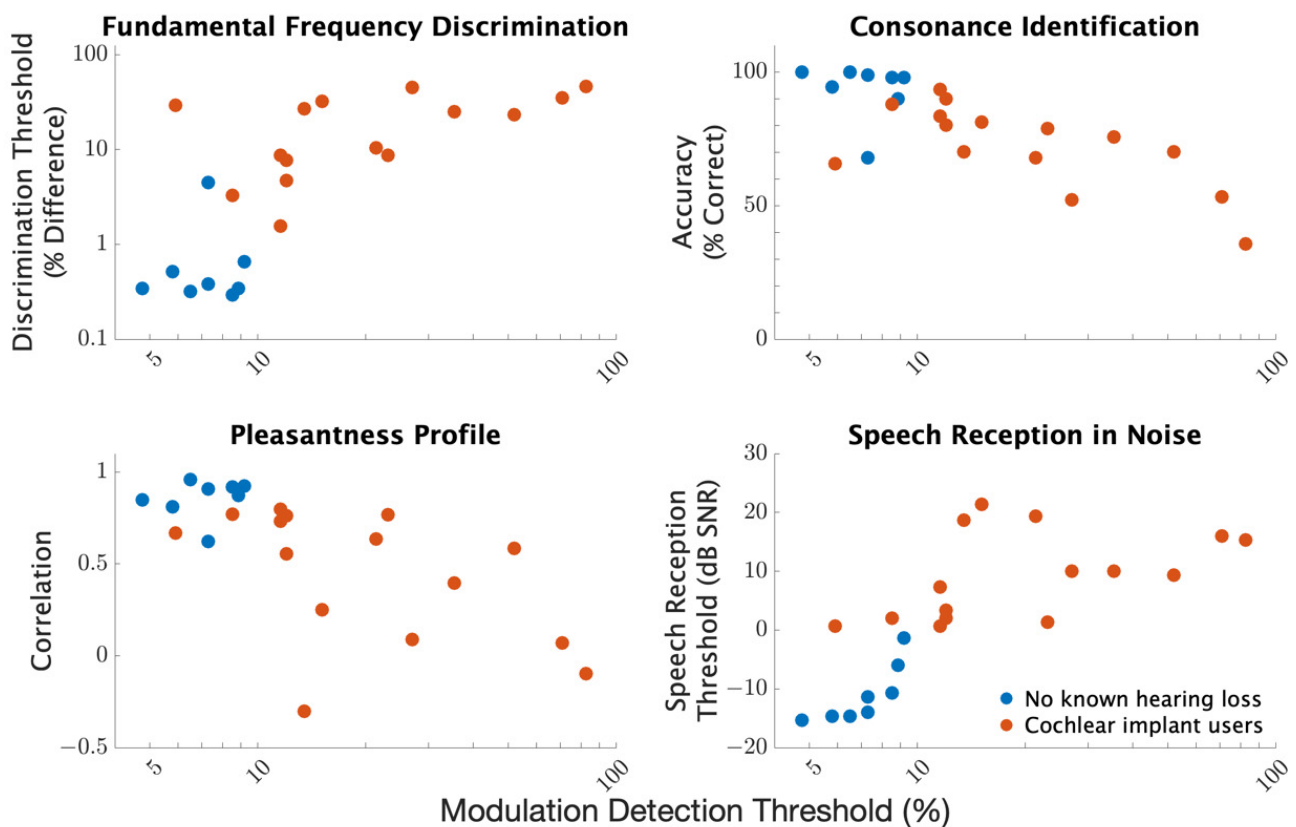 Fundamental Frequency Discrimination
Discrimination Threshold
(% Difference)
100
10
1
0.1
5
10
100
Consonance Identification
Accuracy
(% Correct)
100
50
0
5
10
100
Pleasantness Profile
Correlation
1
0.5
0
−0.5
5
10
100
Speech Reception in Noise
Speech Reception
Threshold (dB SNR)
30
20
10
0
−10
−20
No known hearing loss
Cochlear implant users
5
10
100
Modulation Detection Threshold (%)